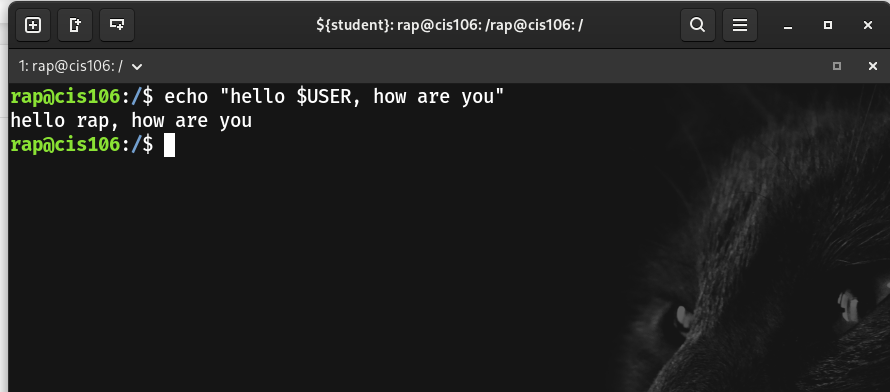 ${student}: rap@cis106: /rap@cis106: /
1: rap@cis106: /
rap@cis106:/$ echo "hello $USER, how are you"
hello rap, how are you
rap@cis106:/$